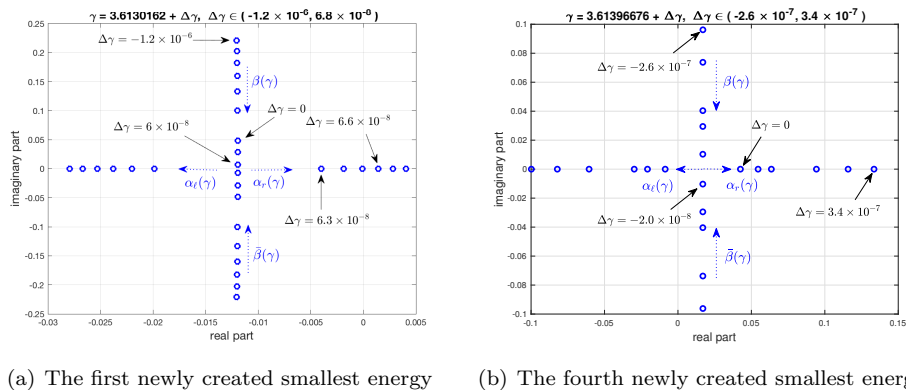 γ = 3.6130162 + Δγ, Δγ ∈ ( -1.2 × 10⁻⁶, 6.8 × 10⁻⁸ )
0.25
0.2
0.15
0.1
0.05
0
-0.05
-0.1
-0.15
-0.2
-0.25
imaginary part
Δγ = −1.2 × 10⁻⁶
β(γ)
Δγ = 0
Δγ = 6 × 10⁻⁸
Δγ = 6.6 × 10⁻⁸
αℓ(γ)
αr(γ)
Δγ = 6.3 × 10⁻⁸
β̄(γ)
-0.03
-0.025
-0.02
-0.015
-0.01
-0.005
0
0.005
real part
(a) The first newly created smallest energy
γ = 3.61396676 + Δγ, Δγ ∈ ( -2.6 × 10⁻⁷, 3.4 × 10⁻⁷ )
0.1
0.08
0.06
0.04
0.02
0
-0.02
-0.04
-0.06
-0.08
-0.1
imaginary part
Δγ = −2.6 × 10⁻⁷
β(γ)
Δγ = 0
αℓ(γ)
αr(γ)
Δγ = −2.0 × 10⁻⁸
Δγ = 3.4 × 10⁻⁷
β̄(γ)
-0.1
-0.05
0
0.05
0.1
0.15
real part
(b) The fourth newly created smallest